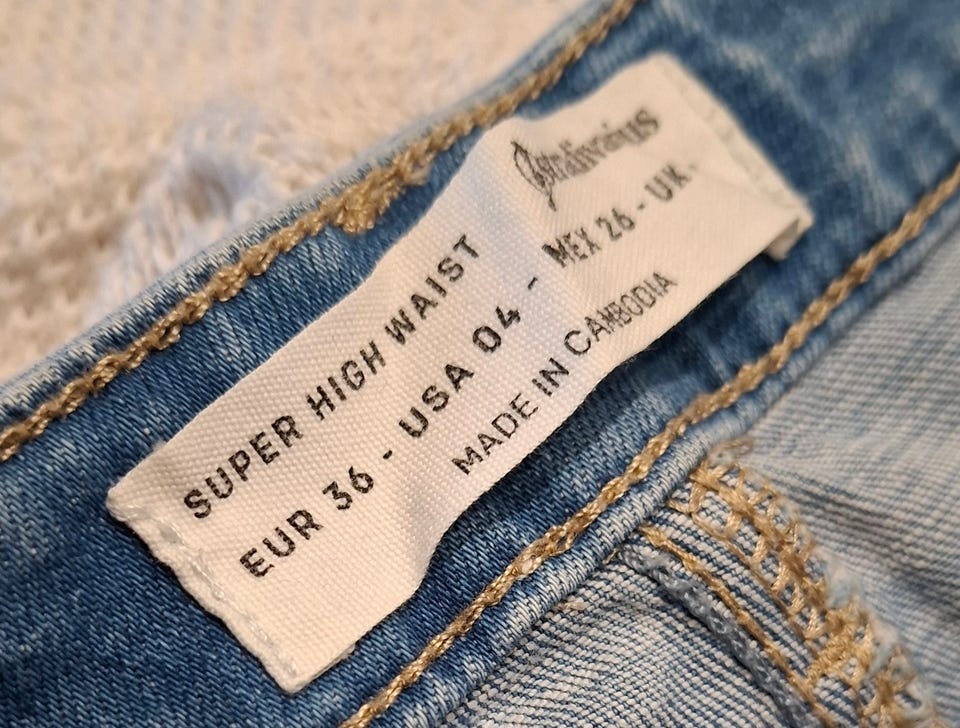 Stradivarius
SUPER HIGH WAIST
EUR 36 - USA 04 - MEX 26 - UK-
MADE IN CAMBODIA